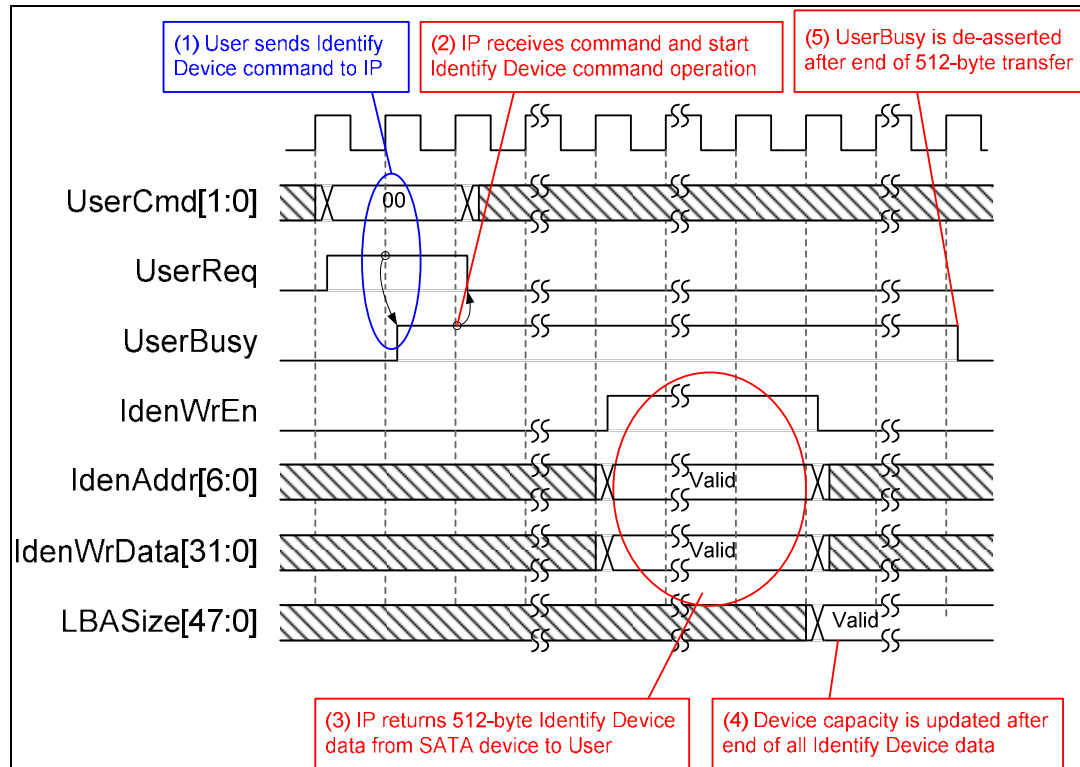 (1) User sends Identify
Device command to IP
(2) IP receives command and start
Identify Device command operation
(5) UserBusy is de-asserted
after end of 512-byte transfer
UserCmd[1:0]
00
UserReq
UserBusy
IdenWrEn
IdenAddr[6:0]
Valid
IdenWrData[31:0]
Valid
LBASize[47:0]
Valid
(3) IP returns 512-byte Identify Device
data from SATA device to User
(4) Device capacity is updated after
end of all Identify Device data